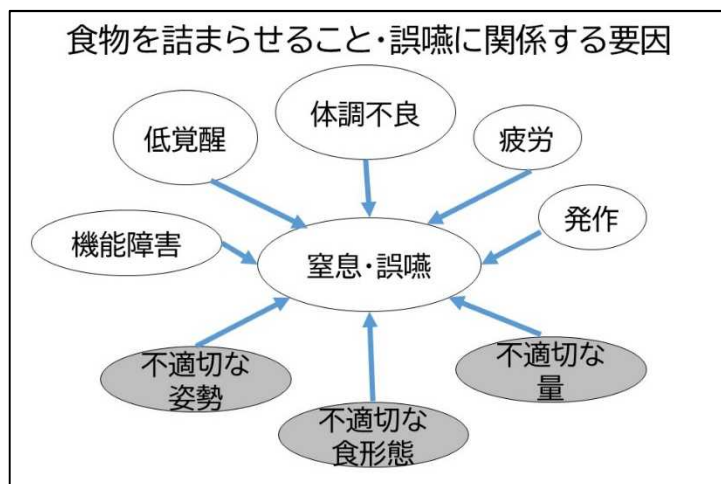 食物を詰まらせること・誤嚥に関係する要因
体調不良
低覚醒
疲労
機能障害
発作
窒息・誤嚥
不適切な
姿勢
不適切な
食形態
不適切な
量